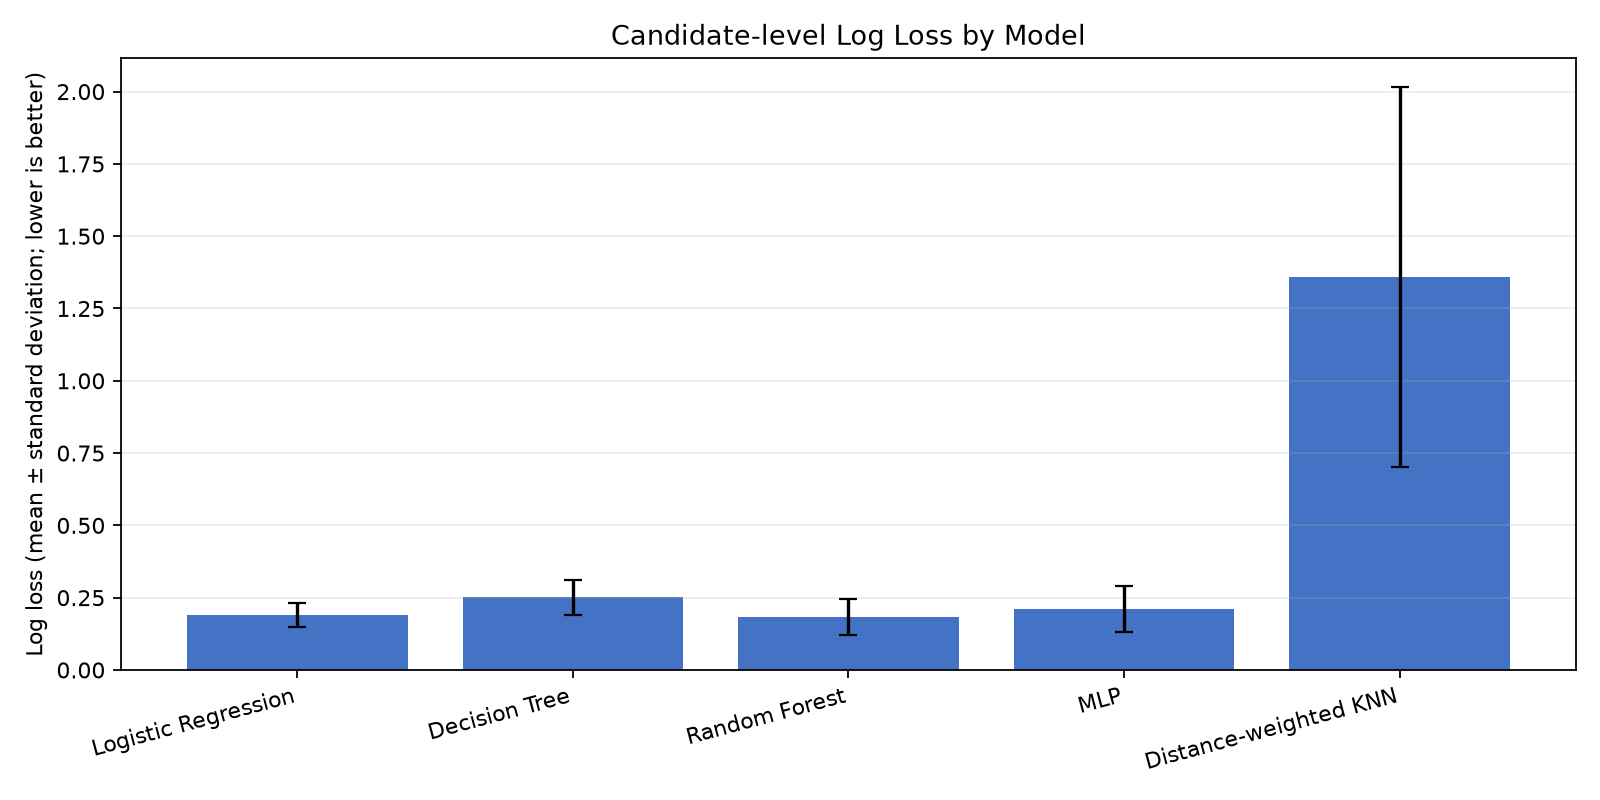 Candidate-level Log Loss by Model
Log loss (mean ± standard deviation; lower is better)
2.00
1.75
1.50
1.25
1.00
0.75
0.50
0.25
0.00
Logistic Regression
Decision Tree
Random Forest
MLP
Distance-weighted KNN